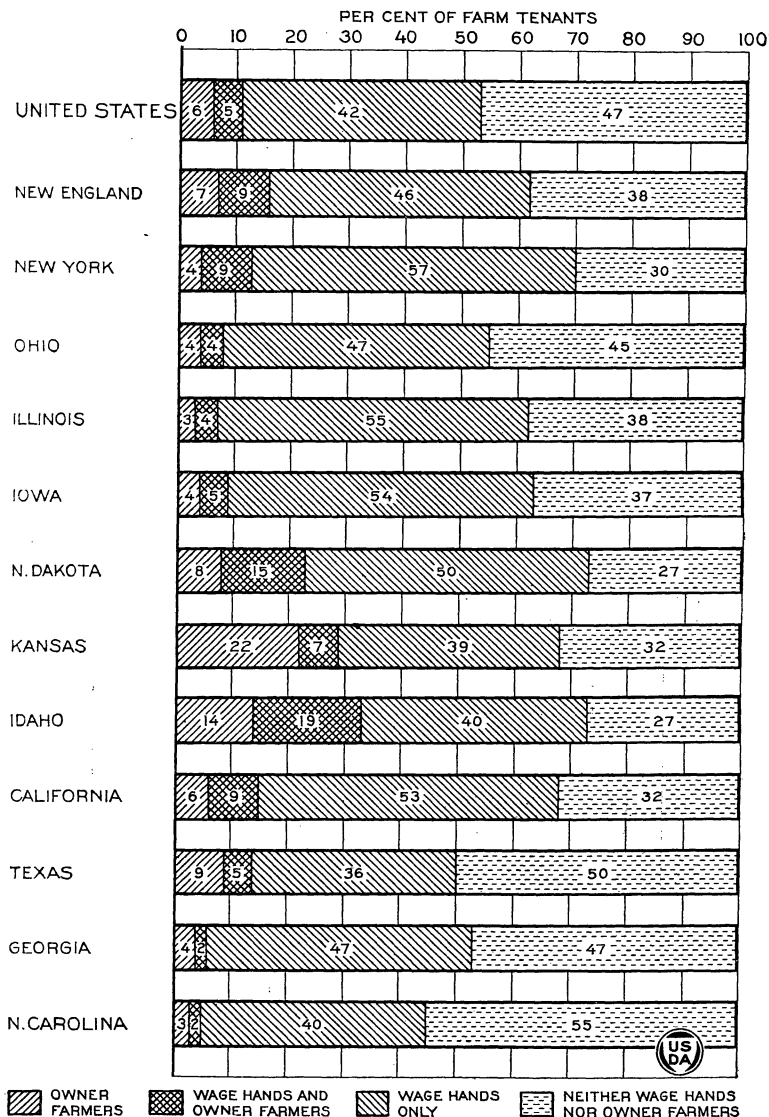 PER CENT OF FARM TENANTS
0 10 20 30 40 50 60 70 80 90 100
UNITED STATES 6 5 42 47
NEW ENGLAND 7 9 46 38
NEW YORK 4 9 57 30
OHIO 4 4 47 45
ILLINOIS 3 4 55 38
IOWA 4 5 54 37
N. DAKOTA 8 15 50 27
KANSAS 22 7 39 32
IDAHO 14 19 40 27
CALIFORNIA 6 9 53 32
TEXAS 9 5 36 50
GEORGIA 4 2 47 47
N. CAROLINA 3 2 40 55
US
DA
OWNER
FARMERS
WAGE HANDS AND
OWNER FARMERS
WAGE HANDS
ONLY
NEITHER WAGE HANDS
NOR OWNER FARMERS